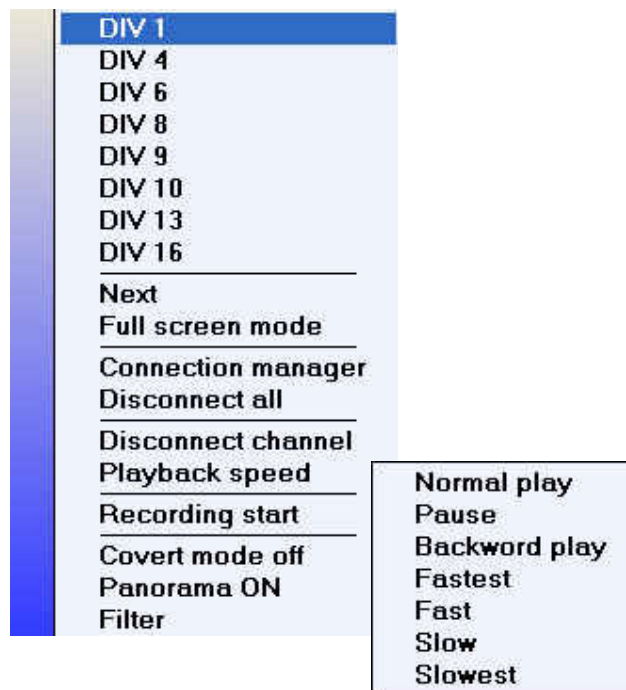 DIV 1
DIV 4
DIV 6
DIV 8
DIV 9
DIV 10
DIV 13
DIV 16
Next
Full screen mode
Connection manager
Disconnect all
Disconnect channel
Playback speed
Recording start
Covert mode off
Panorama ON
Filter
Normal play
Pause
Backword play
Fastest
Fast
Slow
Slowest